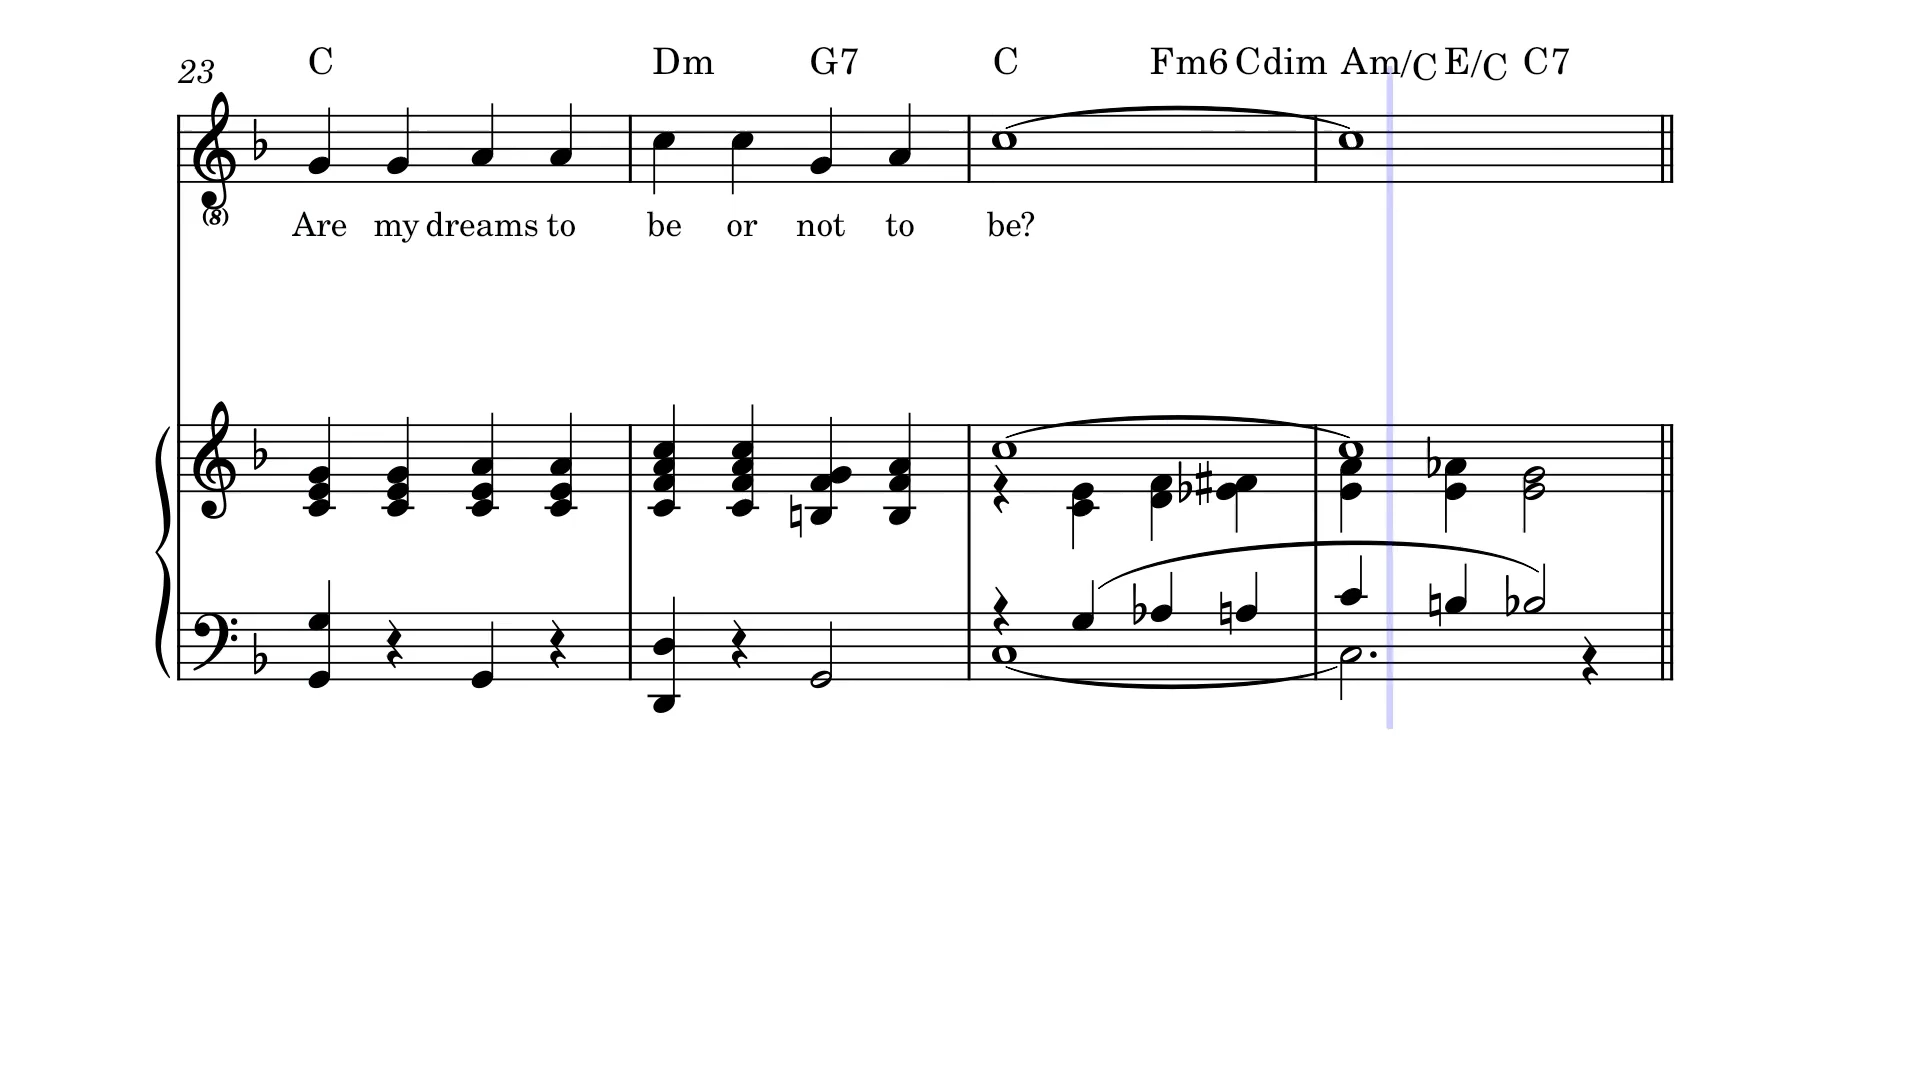 23 C Dm G7 C Fm6 Cdim Am/C E/C C7
(8)
Are my dreams to be or not to be?